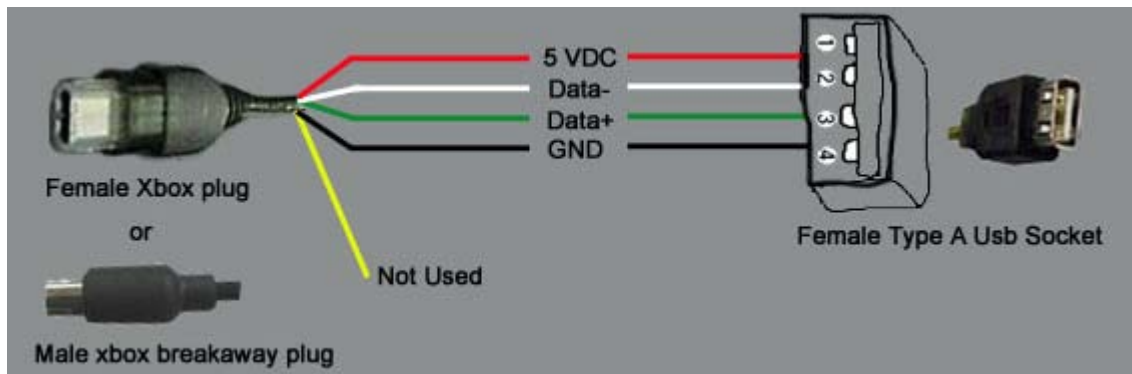 5 VDC
Data-
Data+
GND
1
2
3
4
Female Xbox plug
or
Male xbox breakaway plug
Not Used
Female Type A Usb Socket